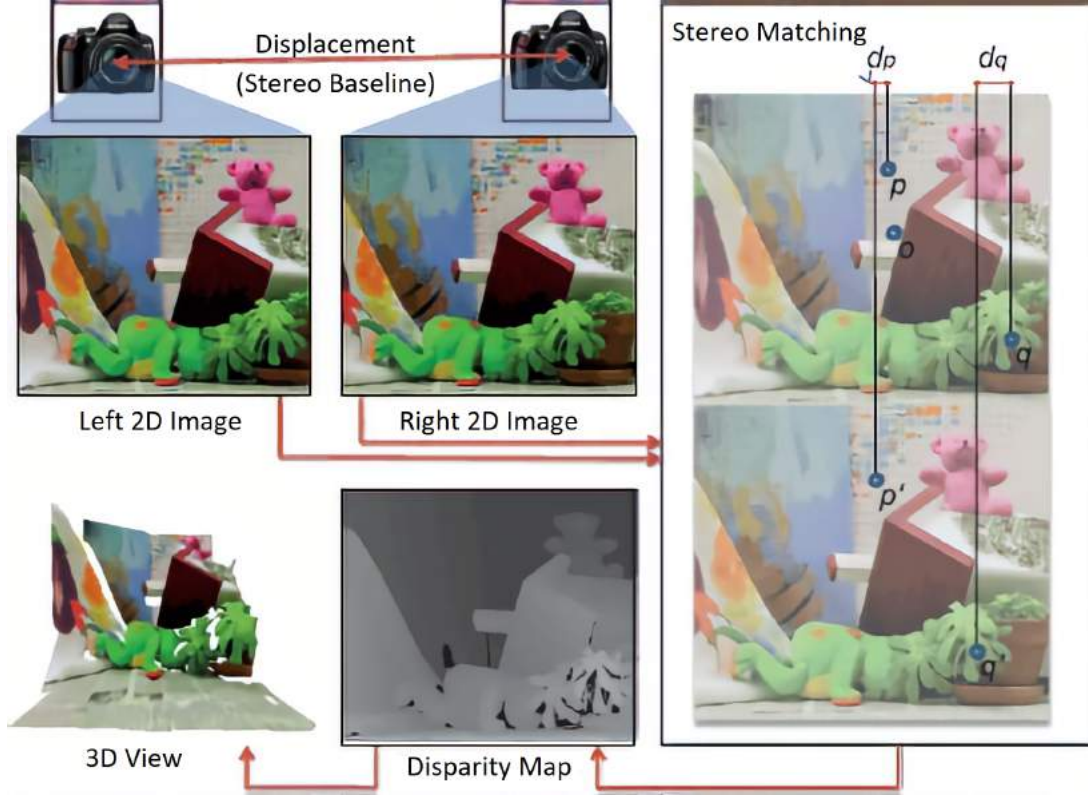 Displacement
(Stereo Baseline)
Left 2D Image
Right 2D Image
Stereo Matching
dp
dq
p
o
q
p'
q'
3D View
Disparity Map